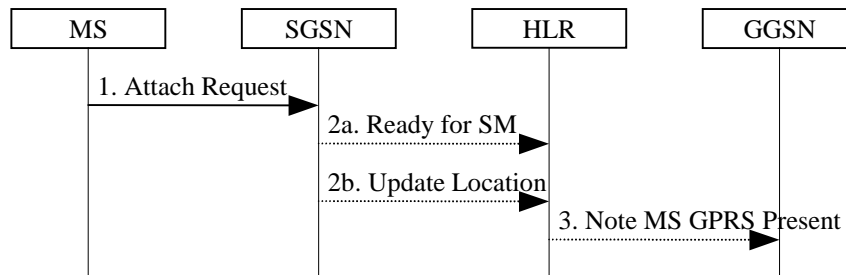 MS SGSN HLR GGSN
1. Attach Request
2a. Ready for SM
2b. Update Location
3. Note MS GPRS Present